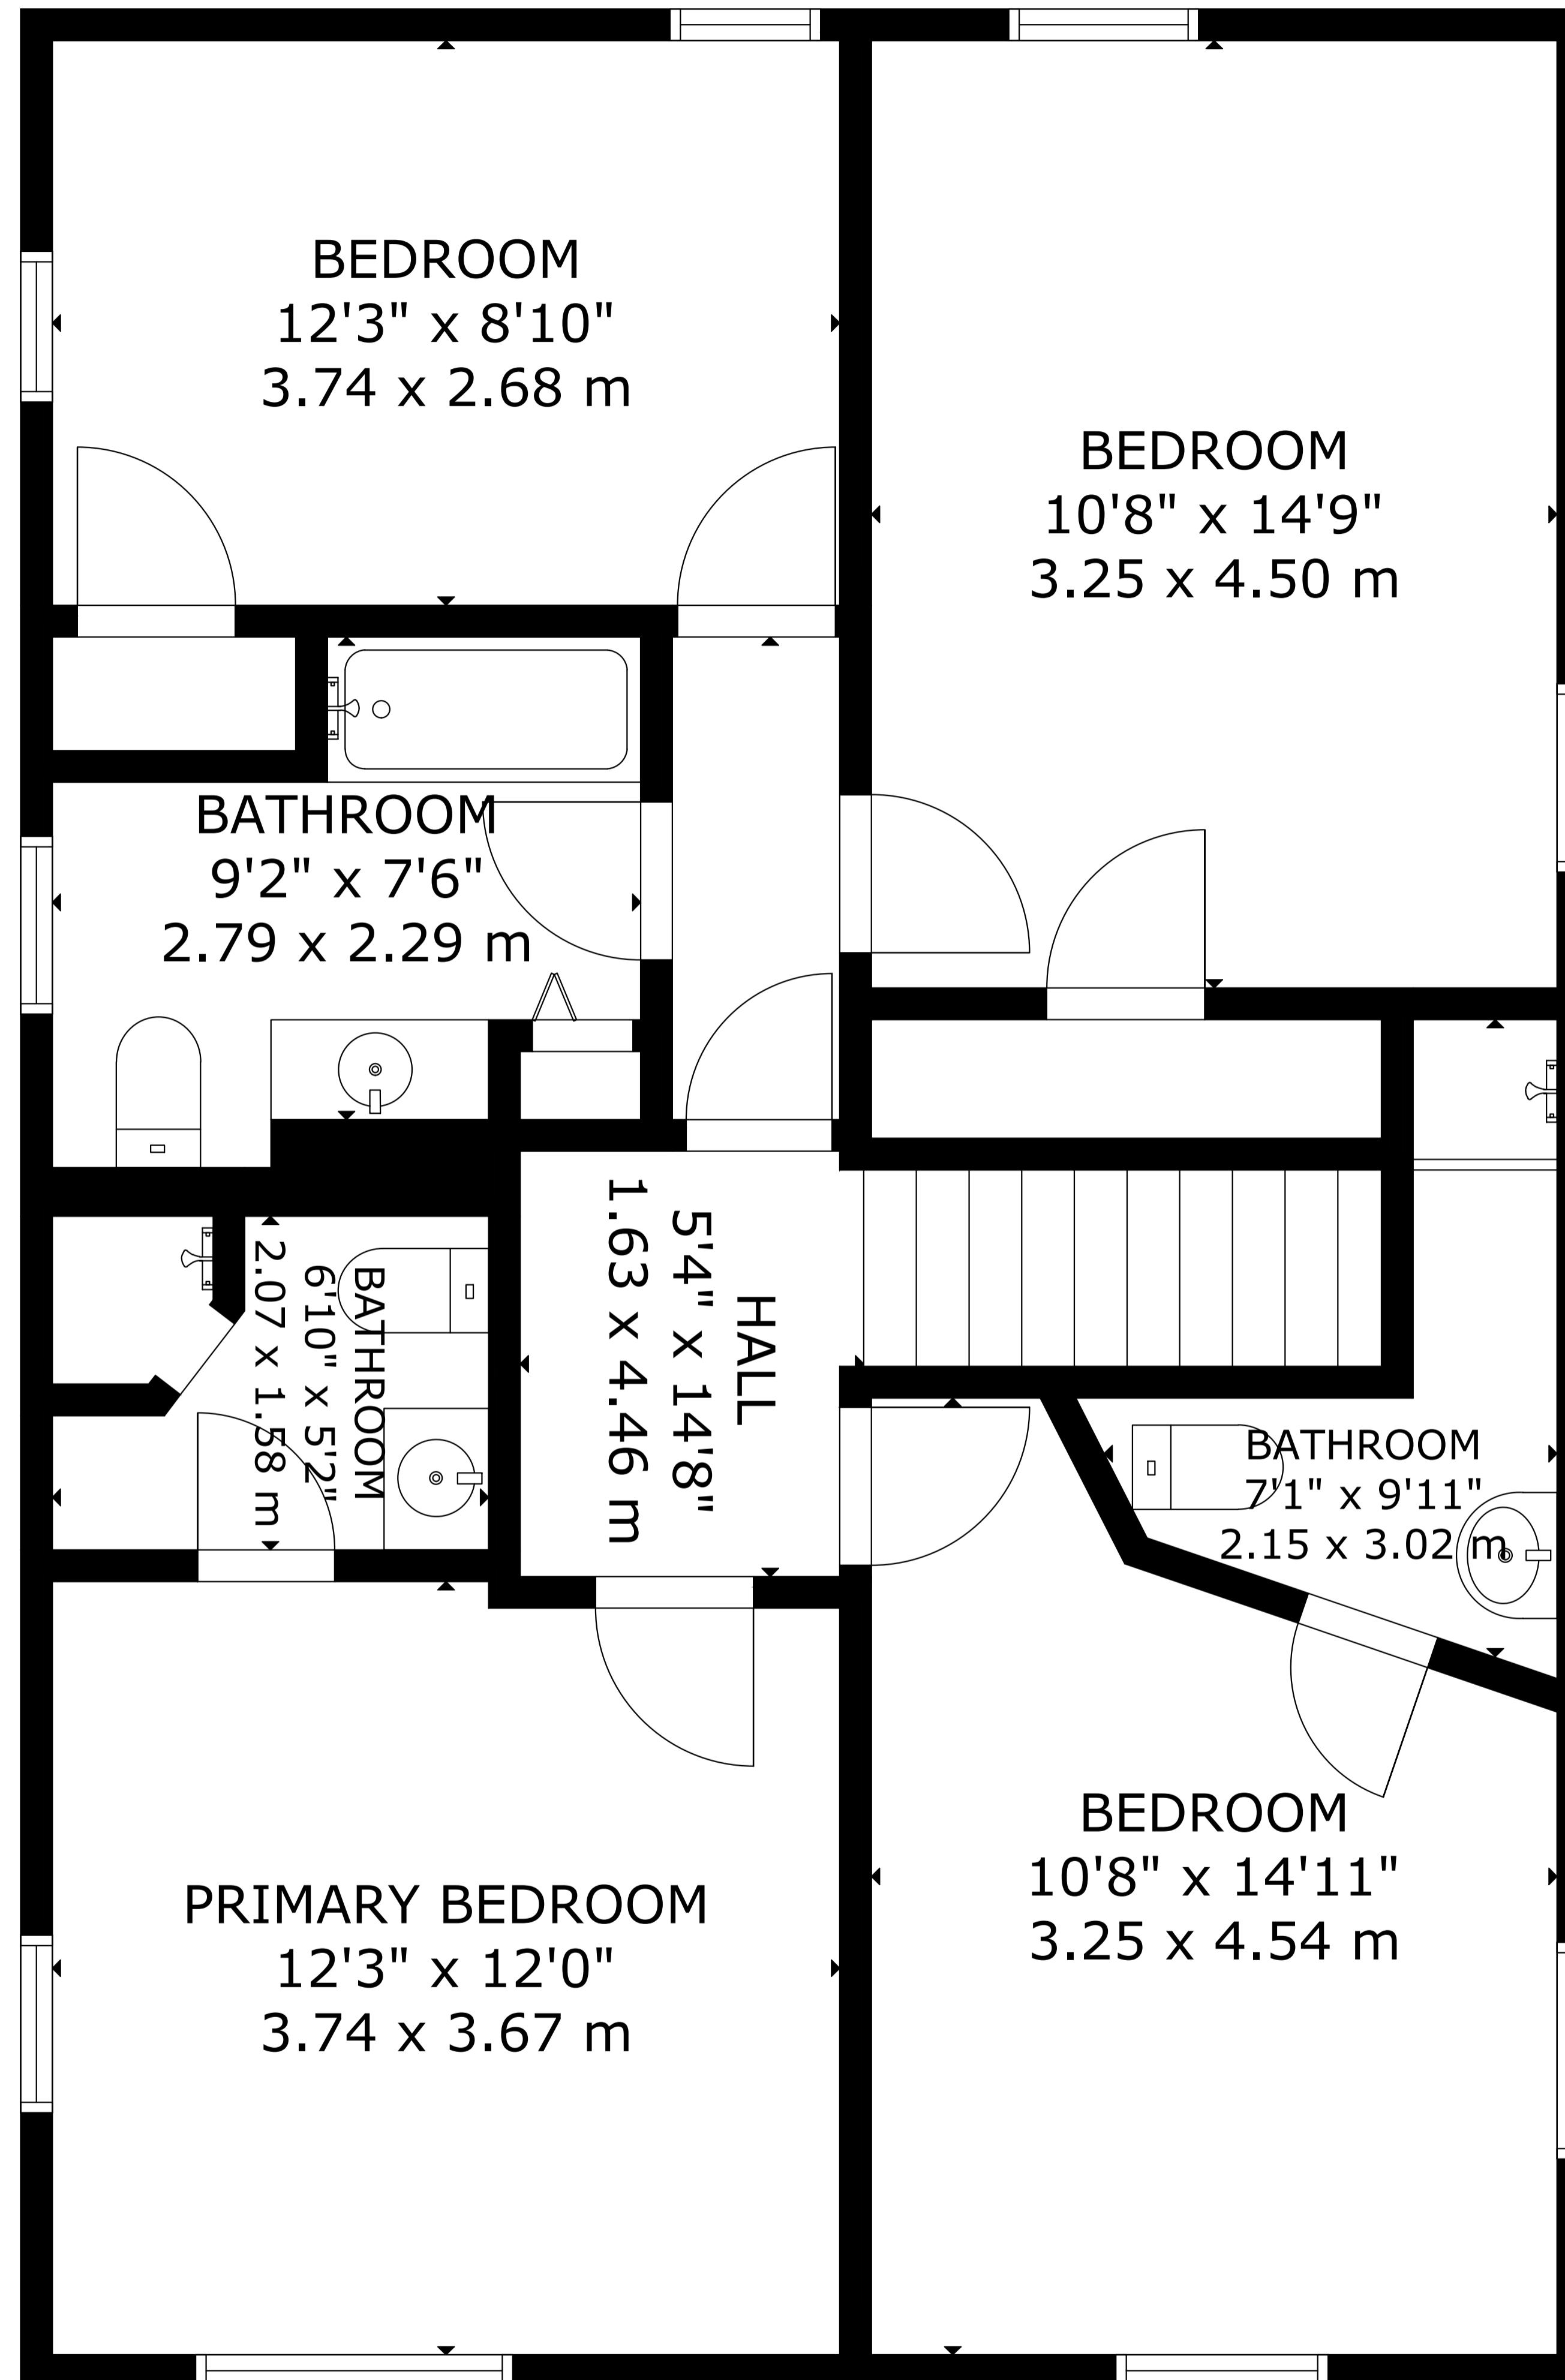 BEDROOM
12'3" x 8'10"
3.74 x 2.68 m
BEDROOM
10'8" x 14'9"
3.25 x 4.50 m
BATHROOM
9'2" x 7'6"
2.79 x 2.29 m
HALL
5'4" x 14'8"
1.63 x 4.46 m
BATHROOM
6'10" x 5'2"
2.07 x 1.58 m
BATHROOM
7'1" x 9'11"
2.15 x 3.02 m
PRIMARY BEDROOM
12'3" x 12'0"
3.74 x 3.67 m
BEDROOM
10'8" x 14'11"
3.25 x 4.54 m